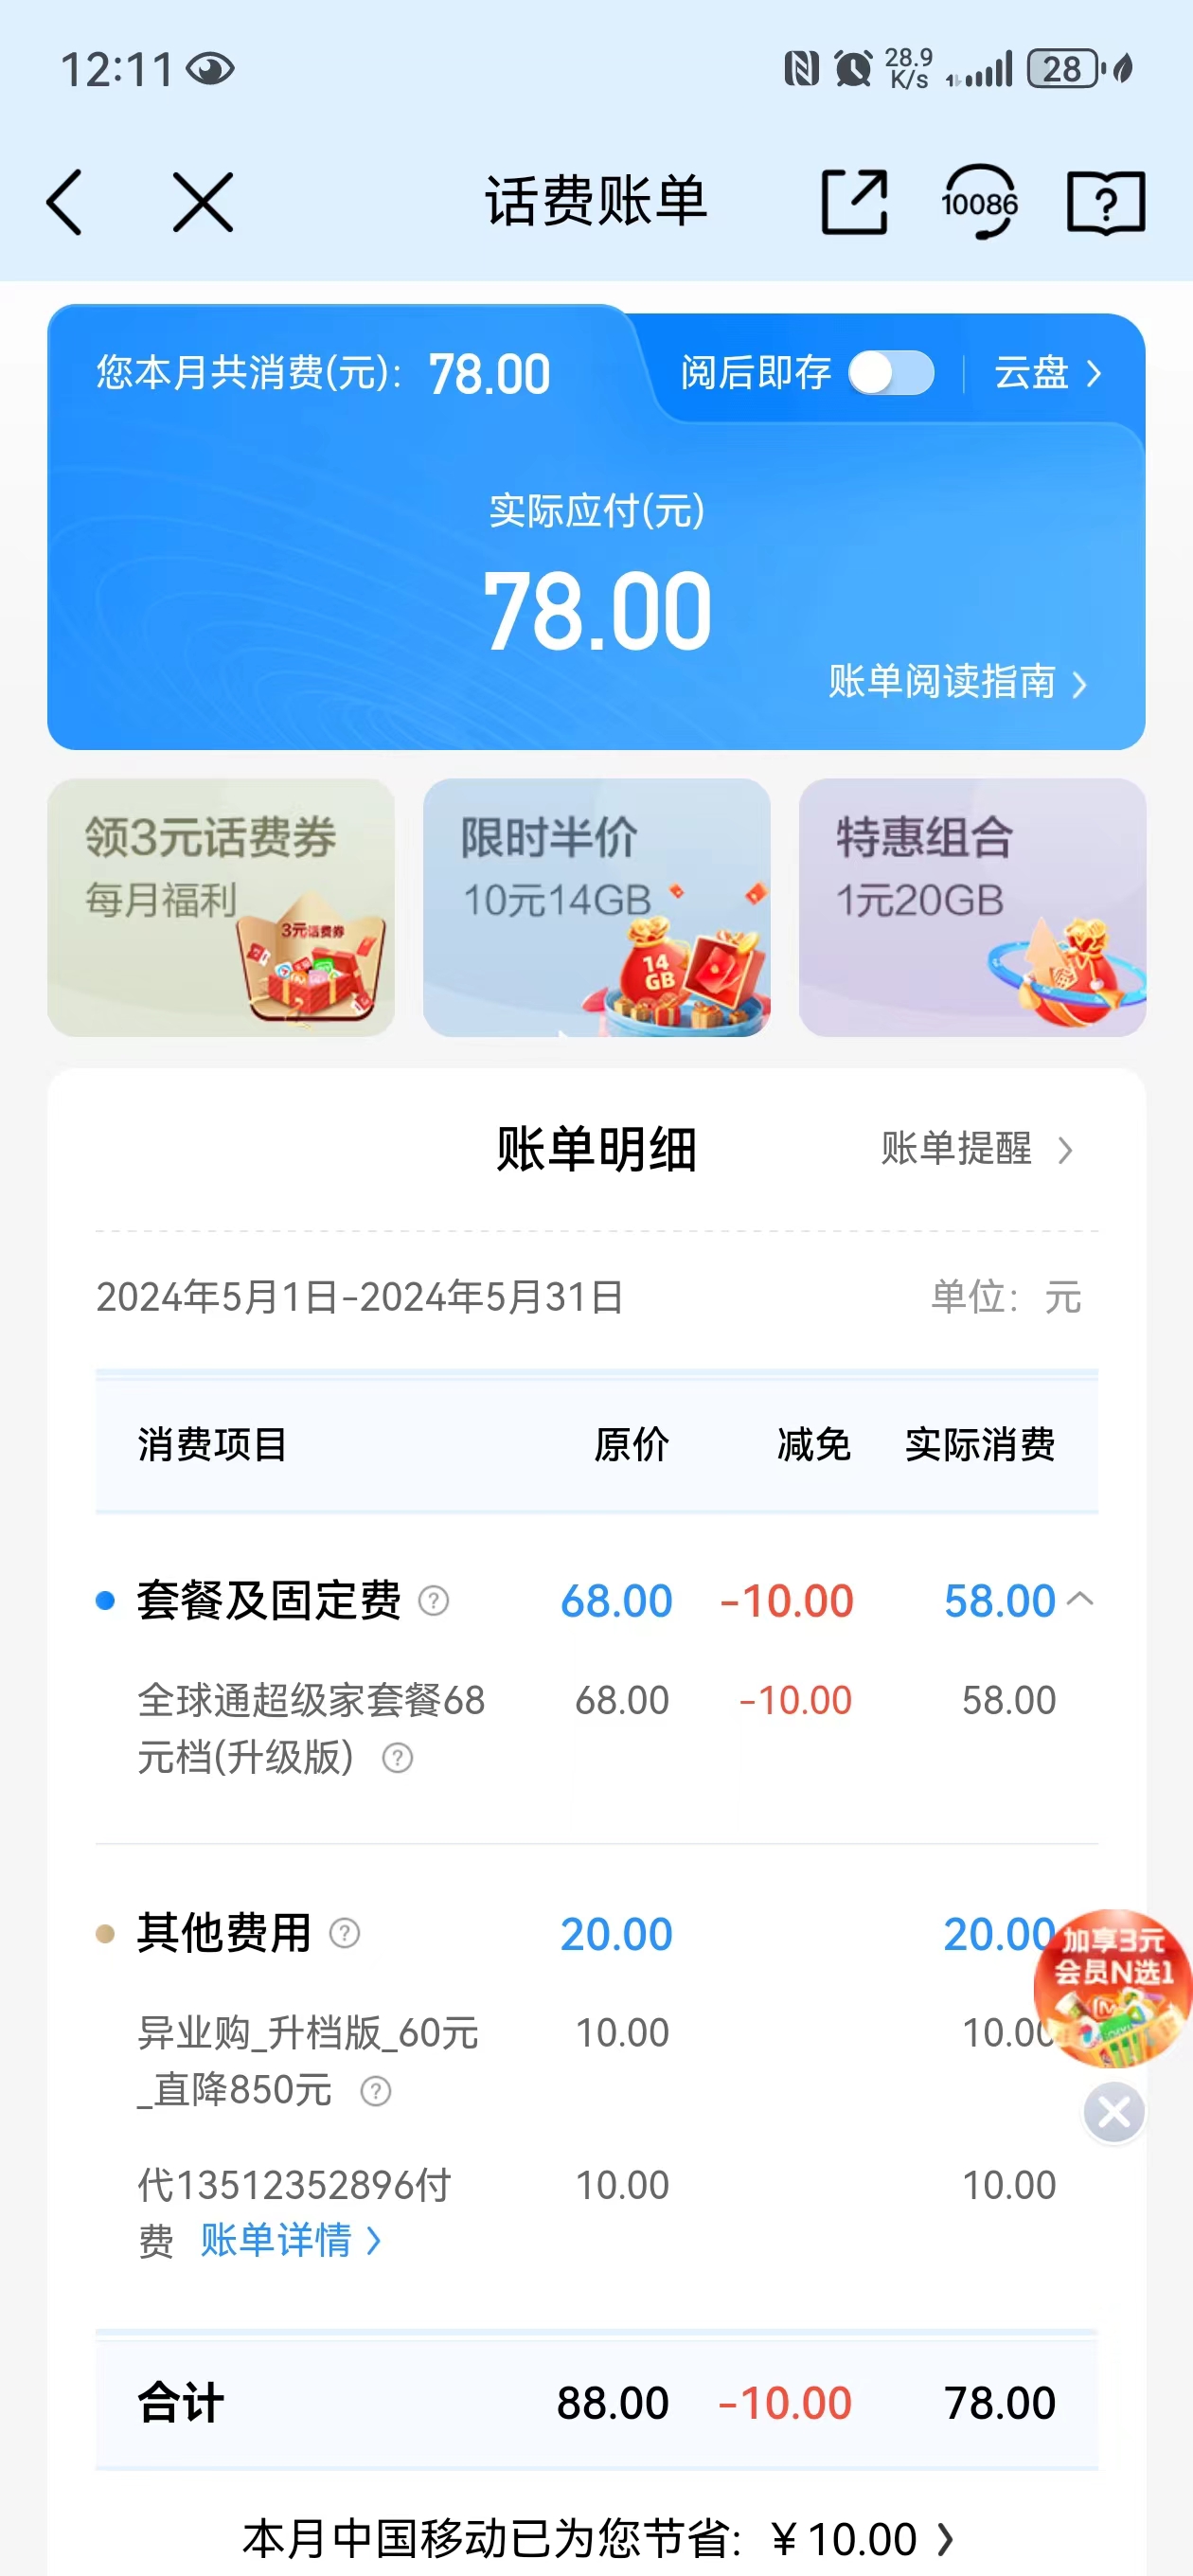 12:11
28.9
K/s
28
话费账单
10086
您本月共消费(元): 78.00
阅后即存
云盘
实际应付(元)
78.00
账单阅读指南
领3元话费券
每月福利
3元话费券
限时半价
10元14GB
14
GB
特惠组合
1元20GB
账单明细
账单提醒
2024年5月1日-2024年5月31日
单位: 元
消费项目 原价 减免 实际消费
套餐及固定费 68.00 -10.00 58.00
全球通超级家套餐68 68.00 -10.00 58.00
元档(升级版)
其他费用 20.00 20.00
加享3元
会员N选1
异业购_升档版_60元 10.00 10.00
_直降850元
代13512352896付 10.00 10.00
费 账单详情
合计 88.00 -10.00 78.00
本月中国移动已为您节省: ¥10.00